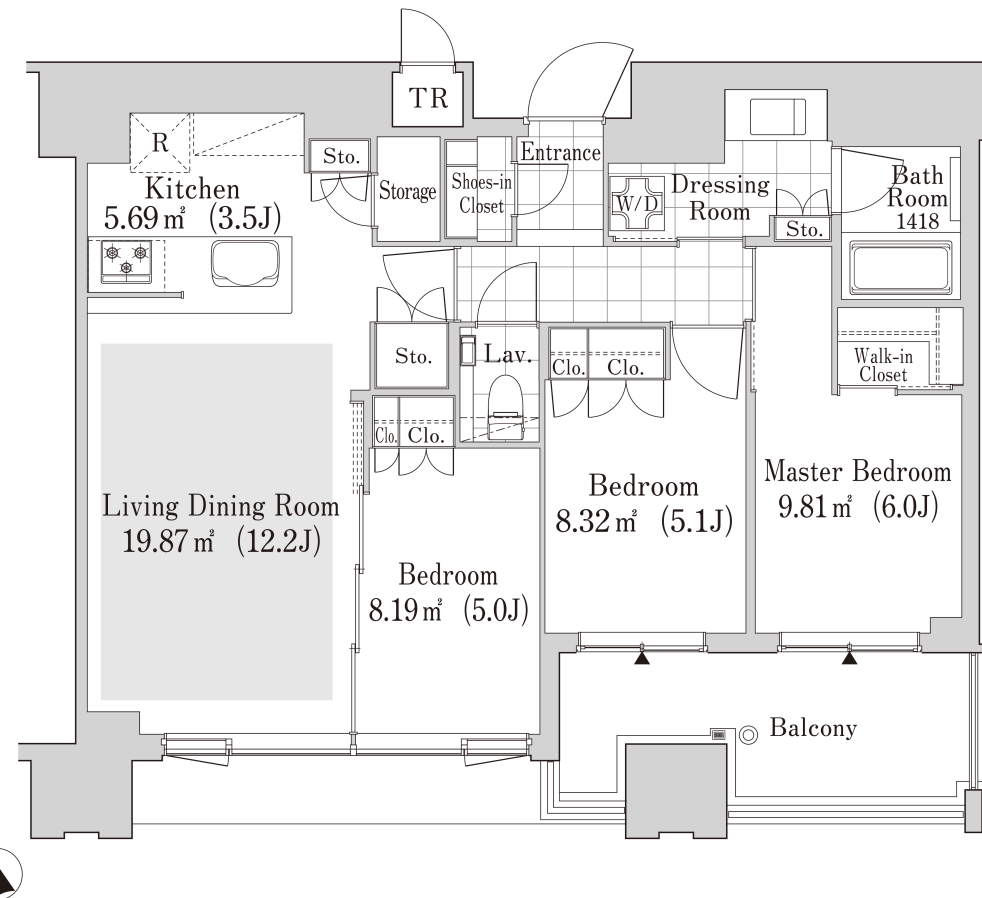 TR
R
Sto.
Entrance
Kitchen
5.69㎡ (3.5J)
Storage
Shoes-in
Closet
W/D
Dressing
Room
Sto.
Bath
Room
1418
Sto.
Lav.
Clo.
Clo.
Walk-in
Closet
Clo.
Clo.
Living Dining Room
19.87㎡ (12.2J)
Bedroom
8.32㎡ (5.1J)
Master Bedroom
9.81㎡ (6.0J)
Bedroom
8.19㎡ (5.0J)
Balcony